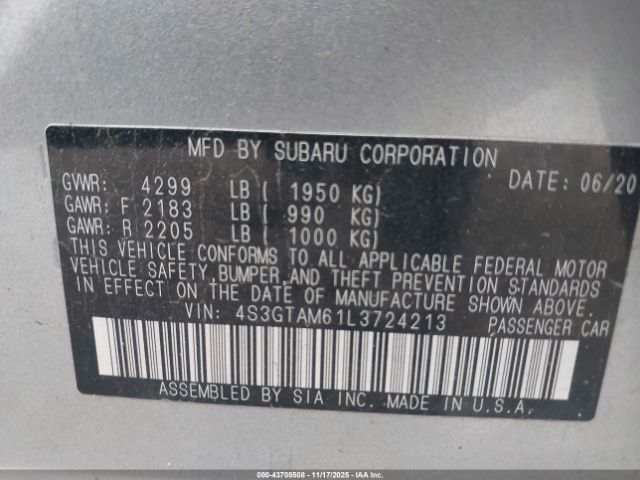 MFD BY SUBARU CORPORATION
DATE: 06/20
GVWR: 4299 LB ( 1950 KG)
GAWR: F 2183 LB ( 990 KG)
GAWR: R 2205 LB ( 1000 KG)
THIS VEHICLE CONFORMS TO ALL APPLICABLE FEDERAL MOTOR
VEHICLE SAFETY, BUMPER, AND THEFT PREVENTION STANDARDS
IN EFFECT ON THE DATE OF MANUFACTURE SHOWN ABOVE.
VIN: 4S3GTAM61L3724213 PASSENGER CAR
ASSEMBLED BY SIA INC. MADE IN U.S.A.
000-43708508 - 11/17/2025 - IAA Inc.